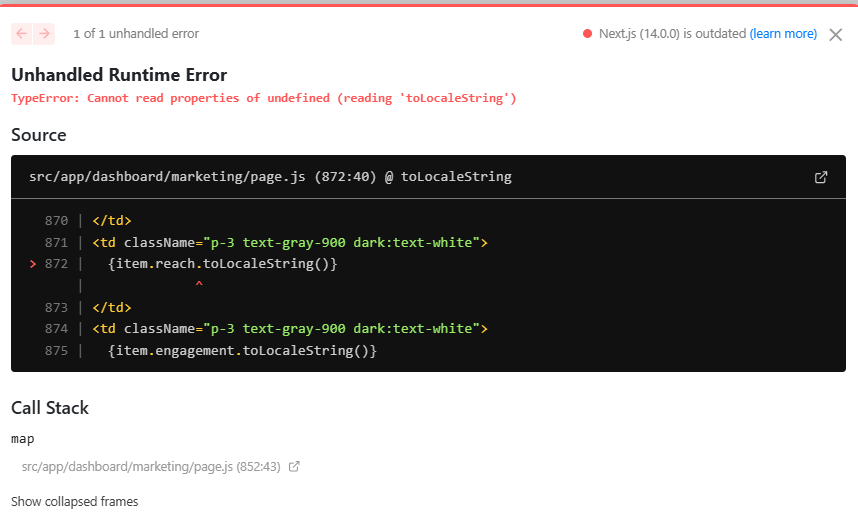 1 of 1 unhandled error
Next.js (14.0.0) is outdated (learn more)
Unhandled Runtime Error
TypeError: Cannot read properties of undefined (reading 'toLocaleString')
Source
src/app/dashboard/marketing/page.js (872:40) @ toLocaleString
870 | </td>
871 | <td className="p-3 text-gray-900 dark:text-white">
> 872 |   {item.reach.toLocaleString()}
|              ^
873 | </td>
874 | <td className="p-3 text-gray-900 dark:text-white">
875 |   {item.engagement.toLocaleString()}
Call Stack
map
src/app/dashboard/marketing/page.js (852:43)
Show collapsed frames